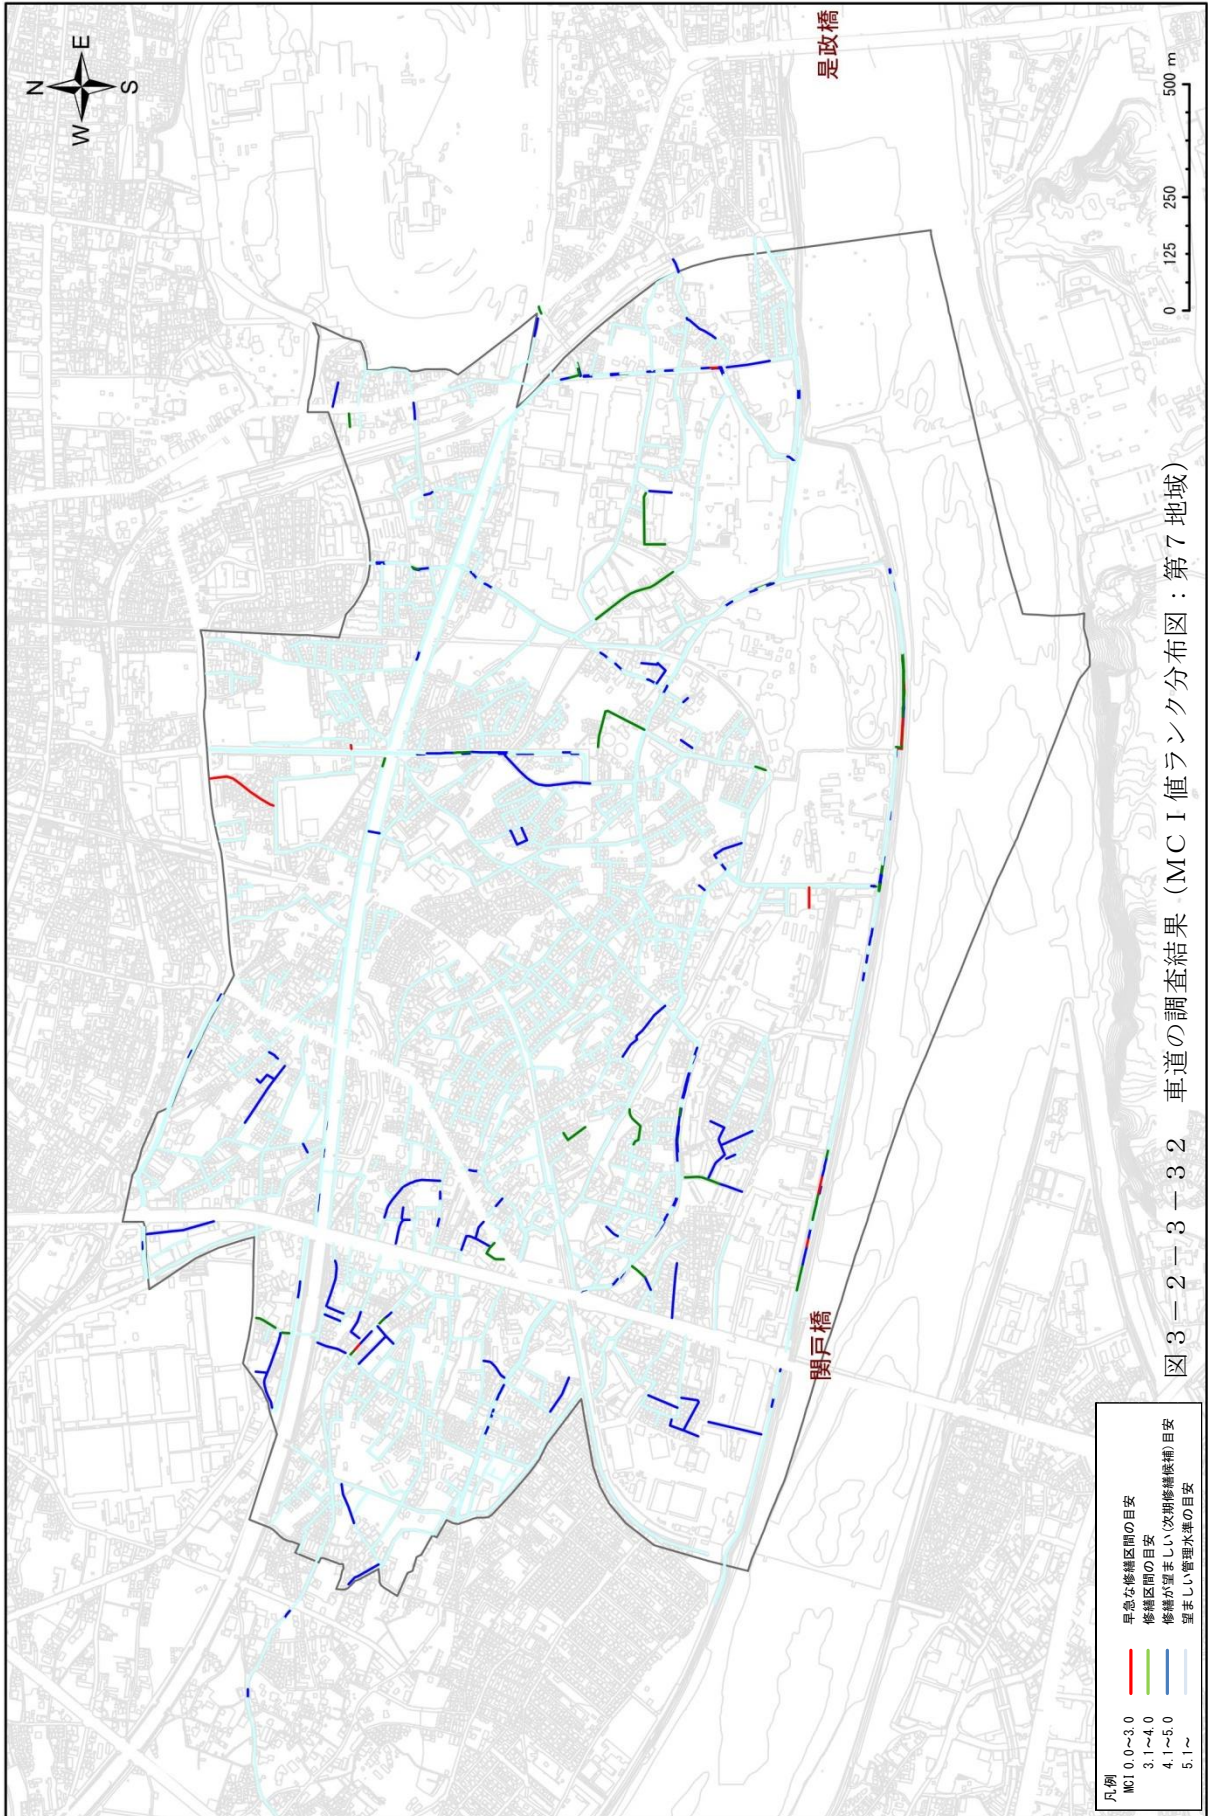 N
W E
S
是政橋
関戸橋
0 125 250 500 m
凡例
MCI 0.0～3.0 早急な修繕区間の目安
3.1～4.0 修繕区間の目安
4.1～5.0 修繕が望ましい(次期修繕候補)目安
5.1～ 望ましい管理水準の目安
図３－２－３－３２ 車道の調査結果（ＭＣＩ値ランク分布図：第７地域）